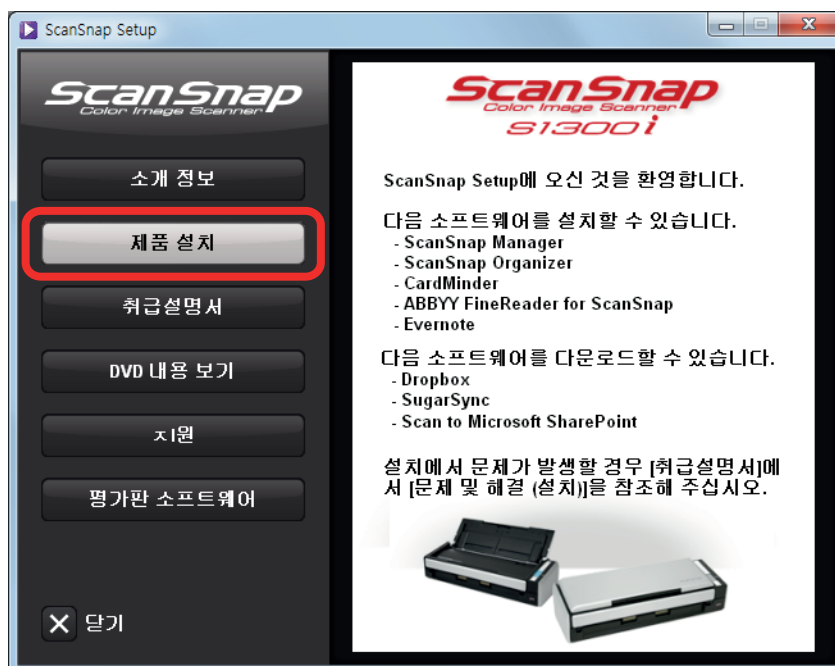 ScanSnap Setup
ScanSnap
Color Image Scanner
소개 정보
제품 설치
취급설명서
DVD 내용 보기
지원
평가판 소프트웨어
닫기
ScanSnap
Color Image Scanner
S1300i
ScanSnap Setup에 오신 것을 환영합니다.
다음 소프트웨어를 설치할 수 있습니다.
- ScanSnap Manager
- ScanSnap Organizer
- CardMinder
- ABBYY FineReader for ScanSnap
- Evernote
다음 소프트웨어를 다운로드할 수 있습니다.
- Dropbox
- SugarSync
- Scan to Microsoft SharePoint
설치에서 문제가 발생할 경우 [취급설명서]에
서 [문제 및 해결 (설치)]을 참조해 주십시오.